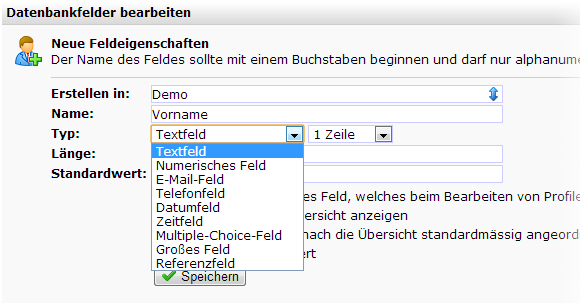 Datenbankfelder bearbeiten
Neue Feldeigenschaften
Der Name des Feldes sollte mit einem Buchstaben beginnen und darf nur
Erstellen in: Demo
Name: Vorname
Typ: Textfeld 1 Zeile
Länge:
Standardwert:
Textfeld
Numerisches Feld
E-Mail-Feld
Telefonfeld
Datumfeld
Zeitfeld
Multiple-Choice-Feld
Großes Feld
Referenzfeld
es Feld, welches beim Bearbeiten von Profile
ersicht anzeigen
nach die Übersicht standardmässig angeord
ert
Speichern